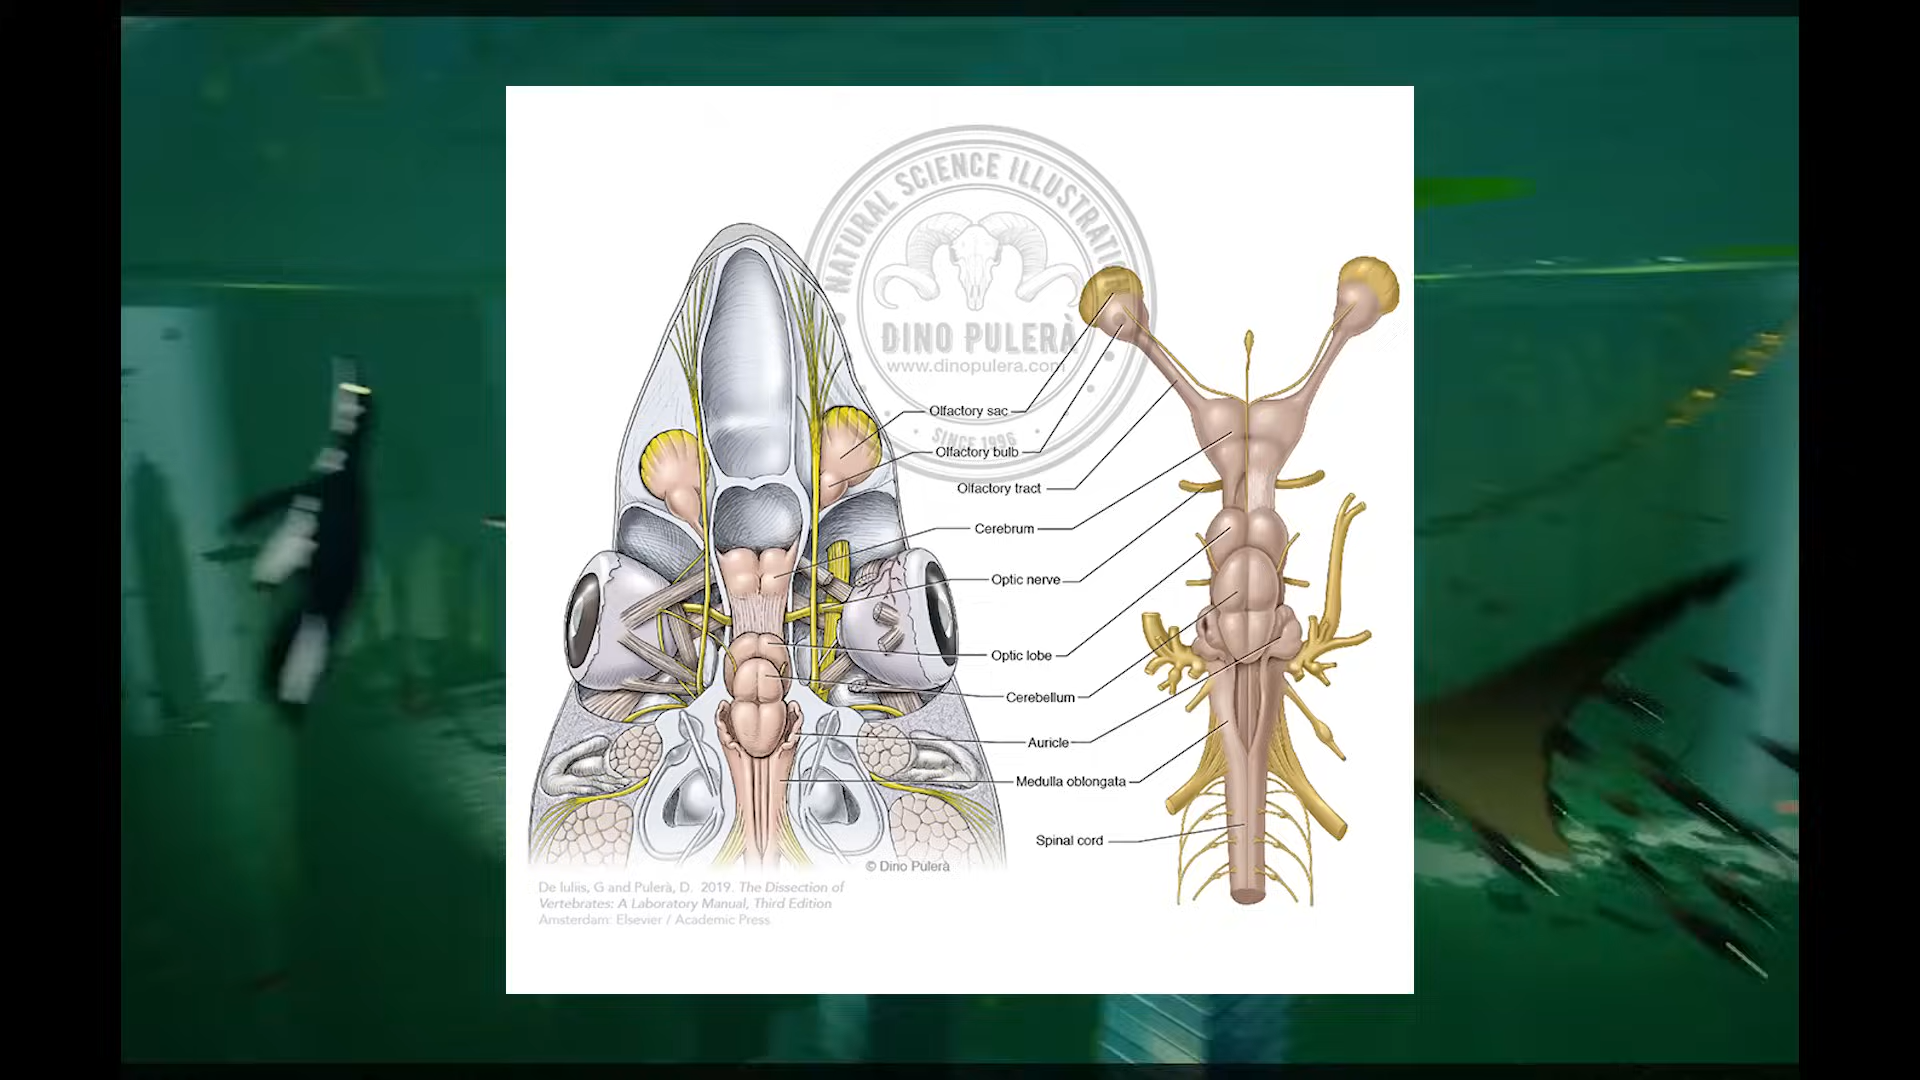 NATURAL SCIENCE ILLUSTRATI
DINO PULERÀ
www.dinopulera.com
SINCE 1996
Olfactory sac
Olfactory bulb
Olfactory tract
Cerebrum
Optic nerve
Optic lobe
Cerebellum
Auricle
Medulla oblongata
Spinal cord
© Dino Pulerà
De Iuliis, G and Pulerà, D. 2019. The Dissection of
Vertebrates: A Laboratory Manual, Third Edition
Amsterdam: Elsevier / Academic Press